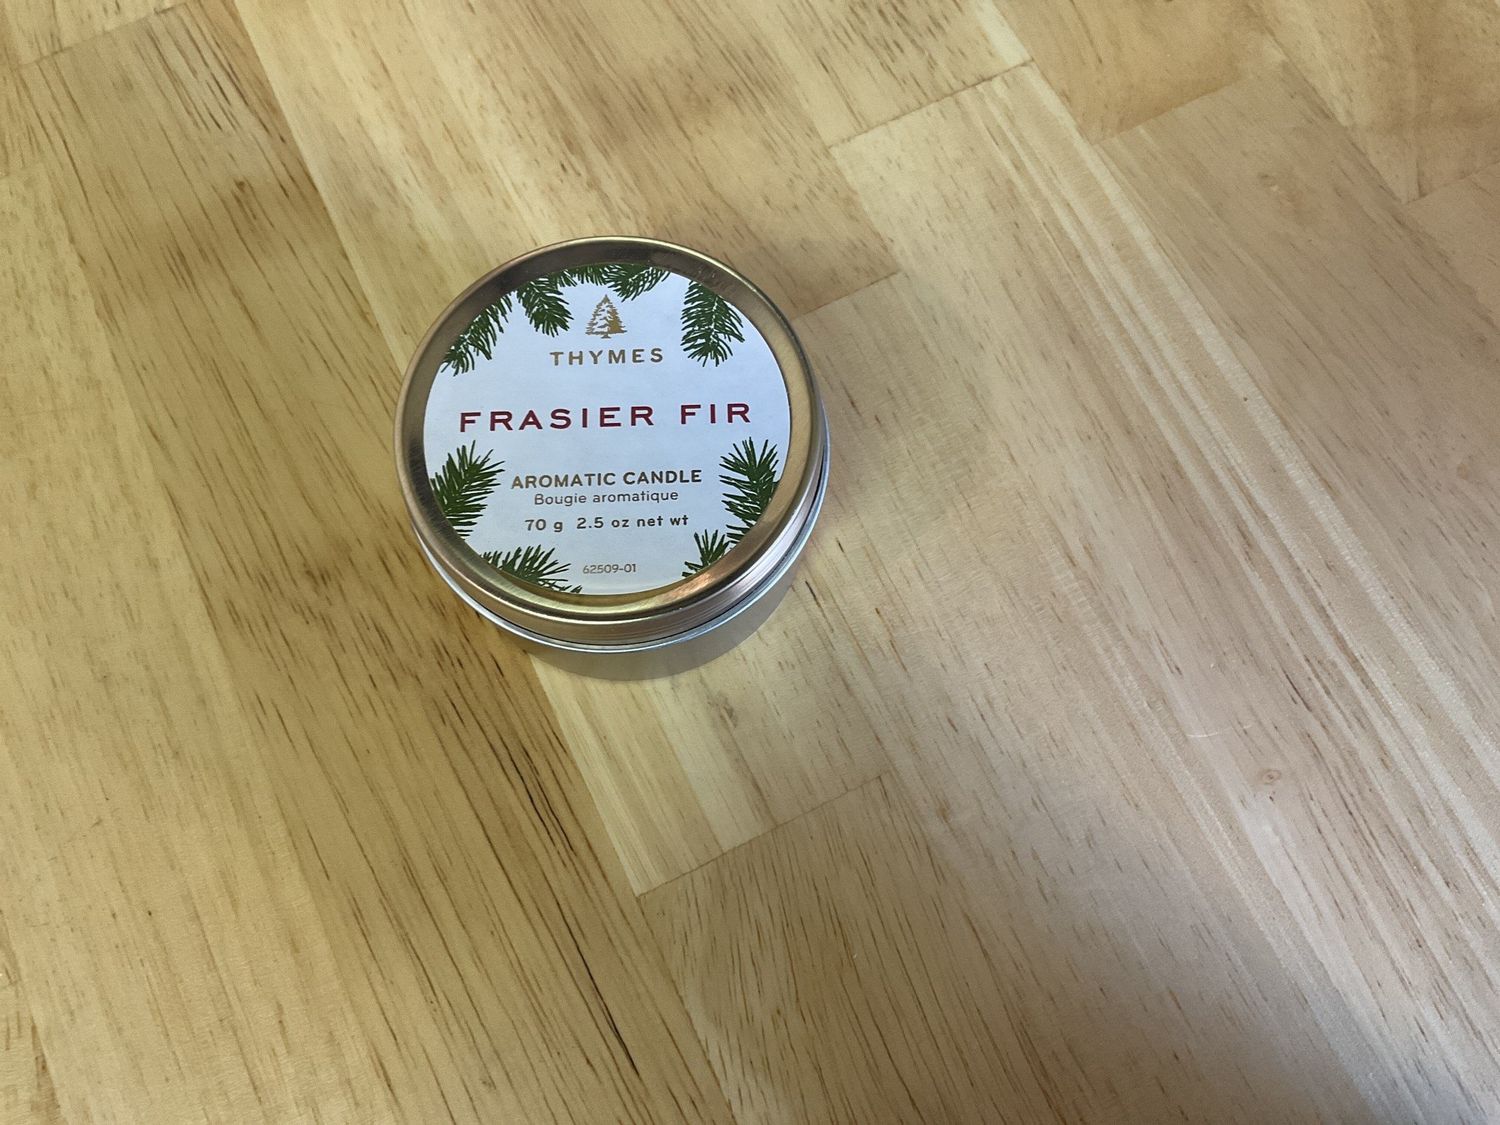 THYMES
FRASIER FIR
AROMATIC CANDLE
Bougie aromatique
70 g 2.5 oz net wt
62509-01